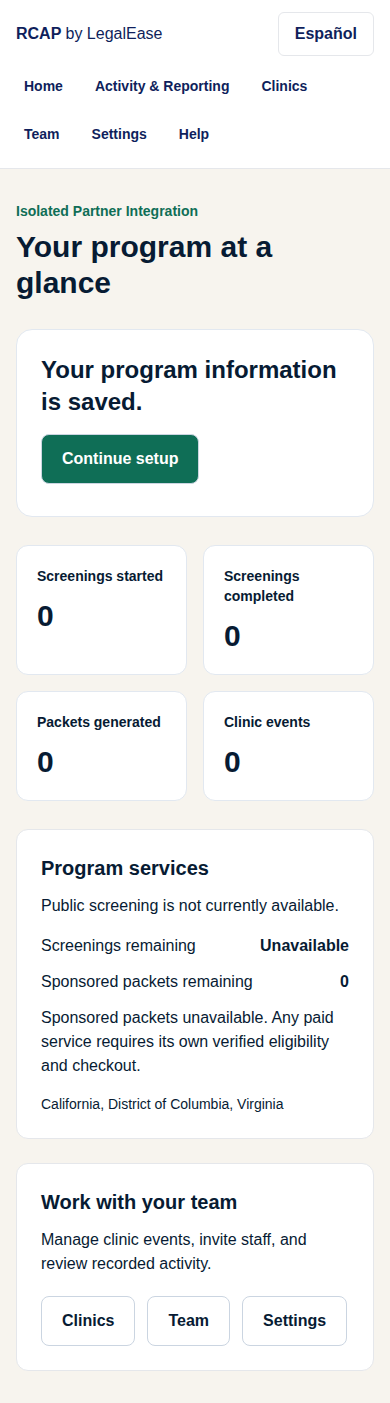 RCAP by LegalEase
Español
Home Activity & Reporting Clinics
Team Settings Help
Isolated Partner Integration
Your program at a
glance
Your program information
is saved.
Continue setup
Screenings started
0
Screenings
completed
0
Packets generated
0
Clinic events
0
Program services
Public screening is not currently available.
Screenings remaining Unavailable
Sponsored packets remaining 0
Sponsored packets unavailable. Any paid
service requires its own verified eligibility
and checkout.
California, District of Columbia, Virginia
Work with your team
Manage clinic events, invite staff, and
review recorded activity.
Clinics Team Settings